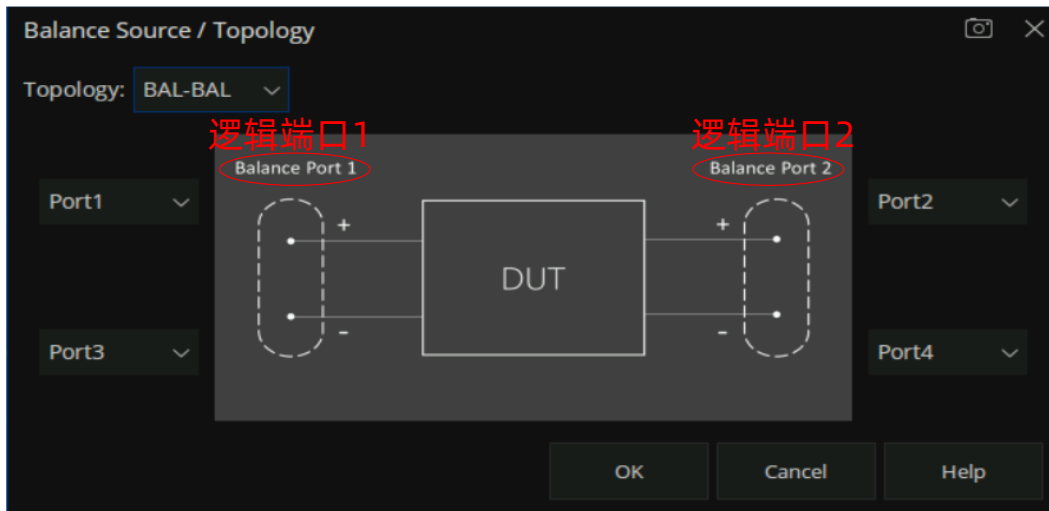 Balance Source / Topology
Topology: BAL-BAL
逻辑端口1 逻辑端口2
Balance Port 1 Balance Port 2
Port1 Port2
+ +
DUT
- -
Port3 Port4
OK Cancel Help